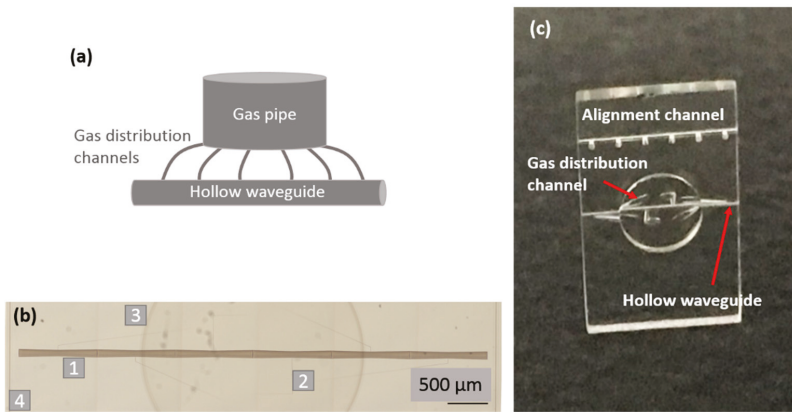 (a)
Gas pipe
Gas distribution
channels
Hollow waveguide
(b)
3
1
2
4
500 µm
(c)
Alignment channel
Gas distribution
channel
Hollow waveguide